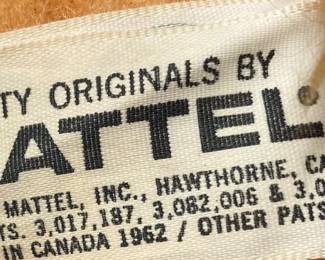 TY ORIGINALS BY
ATTEL
MATTEL, INC., HAWTHORNE, CA
TS. 3,017,187, 3,082,006 & 3,0
IN CANADA 1962 / OTHER PATS